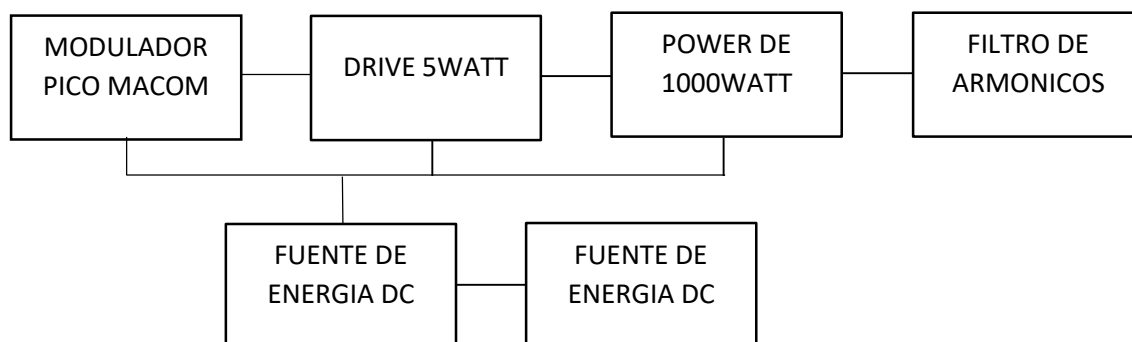 MODULADOR
PICO MACOM
DRIVE 5WATT
POWER DE
1000WATT
FILTRO DE
ARMONICOS
FUENTE DE
ENERGIA DC
FUENTE DE
ENERGIA DC